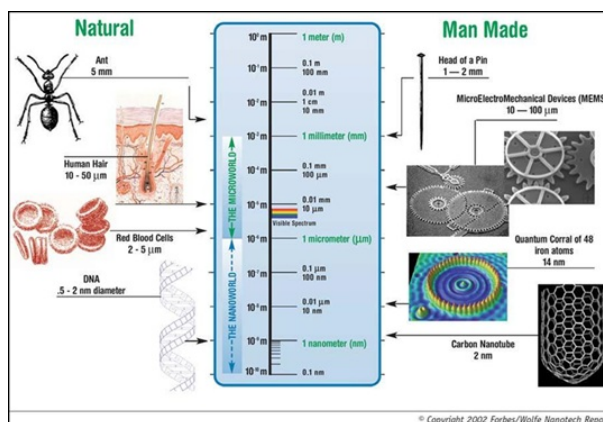 Natural
Man Made
Ant
5 mm
Human Hair
10 - 50 μm
Red Blood Cells
2 - 5 μm
DNA
.5 - 2 nm diameter
THE MICROWORLD
THE NANOWORLD
10⁰ m
1 meter (m)
10⁻¹ m
0.1 m
100 mm
10⁻² m
0.01 m
1 cm
10 mm
10⁻³ m
1 millimeter (mm)
10⁻⁴ m
0.1 mm
100 μm
10⁻⁵ m
0.01 mm
10 μm
Visible Spectrum
10⁻⁶ m
1 micrometer (μm)
10⁻⁷ m
0.1 μm
100 nm
10⁻⁸ m
0.01 μm
10 nm
10⁻⁹ m
1 nanometer (nm)
10⁻¹⁰ m
0.1 nm
Head of a Pin
1 — 2 mm
MicroElectroMechanical Devices (MEMS
10 — 100 μm
Quantum Corral of 48
iron atoms
14 nm
Carbon Nanotube
2 nm
© Copyright 2002 Forbes/Wolfe Nanotech Repo